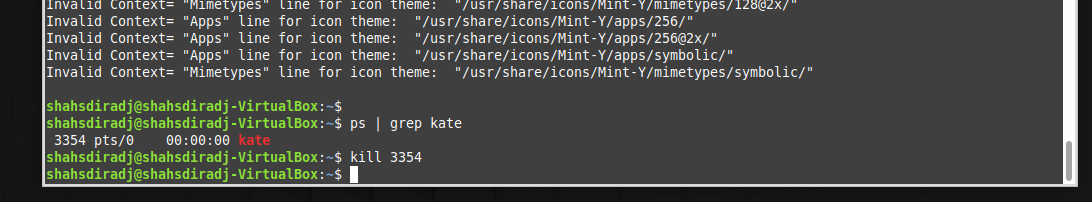 Invalid Context= "Mimetypes" line for icon theme:  "/usr/share/icons/Mint-Y/mimetypes/128@2x/"
Invalid Context= "Apps" line for icon theme:  "/usr/share/icons/Mint-Y/apps/256/"
Invalid Context= "Apps" line for icon theme:  "/usr/share/icons/Mint-Y/apps/256@2x/"
Invalid Context= "Apps" line for icon theme:  "/usr/share/icons/Mint-Y/apps/symbolic/"
Invalid Context= "Mimetypes" line for icon theme:  "/usr/share/icons/Mint-Y/mimetypes/symbolic/"
shahsdiradj@shahsdiradj-VirtualBox:~$
shahsdiradj@shahsdiradj-VirtualBox:~$ ps | grep kate
 3354 pts/0    00:00:00 kate
shahsdiradj@shahsdiradj-VirtualBox:~$ kill 3354
shahsdiradj@shahsdiradj-VirtualBox:~$